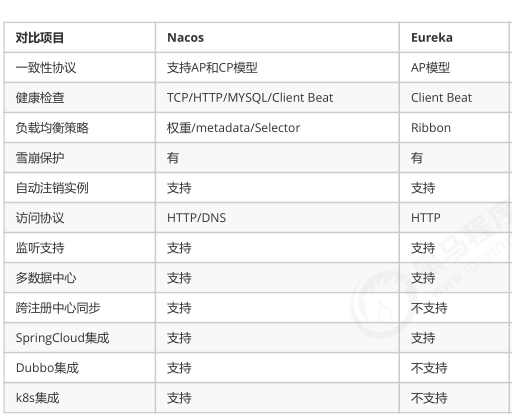 对比项目 Nacos Eureka
一致性协议 支持AP和CP模型 AP模型
健康检查 TCP/HTTP/MYSQL/Client Beat Client Beat
负载均衡策略 权重/metadata/Selector Ribbon
雪崩保护 有 有
自动注销实例 支持 支持
访问协议 HTTP/DNS HTTP
监听支持 支持 支持
多数据中心 支持 支持
跨注册中心同步 支持 不支持
SpringCloud集成 支持 支持
Dubbo集成 支持 不支持
k8s集成 支持 不支持